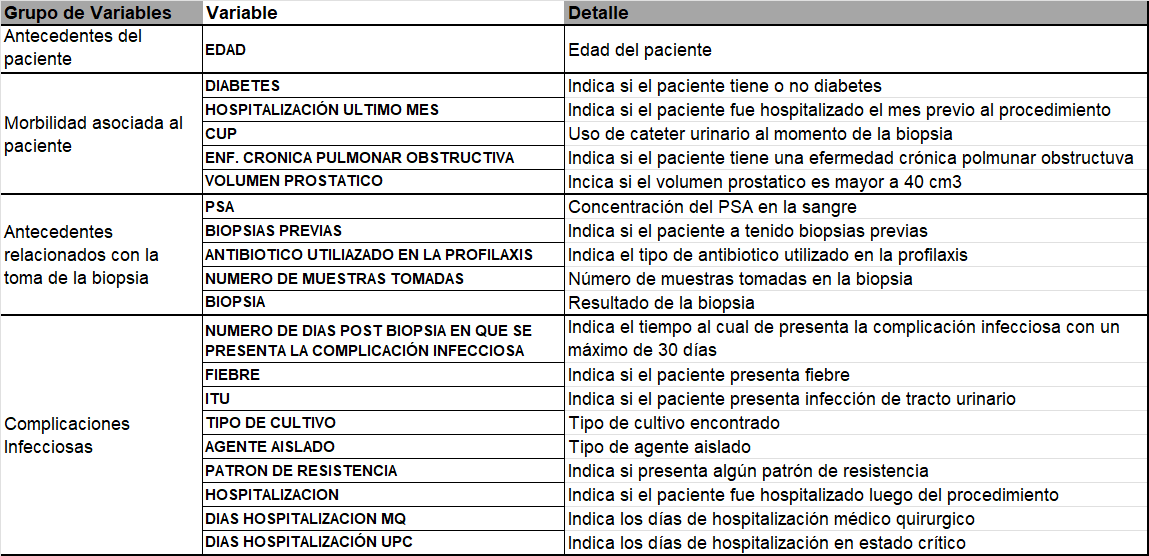 Grupo de Variables Variable Detalle
Antecedentes del
paciente
EDAD Edad del paciente
Morbilidad asociada al
paciente
DIABETES Indica si el paciente tiene o no diabetes
HOSPITALIZACIÓN ULTIMO MES Indica si el paciente fue hospitalizado el mes previo al procedimiento
CUP Uso de cateter urinario al momento de la biopsia
ENF. CRONICA PULMONAR OBSTRUCTIVA Indica si el paciente tiene una efermedad crónica polmunar obstructuva
VOLUMEN PROSTATICO Incica si el volumen prostatico es mayor a 40 cm3
Antecedentes
relacionados con la
toma de la biopsia
PSA Concentración del PSA en la sangre
BIOPSIAS PREVIAS Indica si el paciente a tenido biopsias previas
ANTIBIOTICO UTILIAZADO EN LA PROFILAXIS Indica el tipo de antibiotico utilizado en la profilaxis
NUMERO DE MUESTRAS TOMADAS Número de muestras tomadas en la biopsia
BIOPSIA Resultado de la biopsia
Complicaciones
Infecciosas
NUMERO DE DIAS POST BIOPSIA EN QUE SE
PRESENTA LA COMPLICACIÓN INFECCIOSA
Indica el tiempo al cual de presenta la complicación infecciosa con un
máximo de 30 días
FIEBRE Indica si el paciente presenta fiebre
ITU Indica si el paciente presenta infección de tracto urinario
TIPO DE CULTIVO Tipo de cultivo encontrado
AGENTE AISLADO Tipo de agente aislado
PATRON DE RESISTENCIA Indica si presenta algún patrón de resistencia
HOSPITALIZACION Indica si el paciente fue hospitalizado luego del procedimiento
DIAS HOSPITALIZACION MQ Indica los días de hospitalización médico quirurgico
DIAS HOSPITALIZACIÓN UPC Indica los días de hospitalización en estado crítico